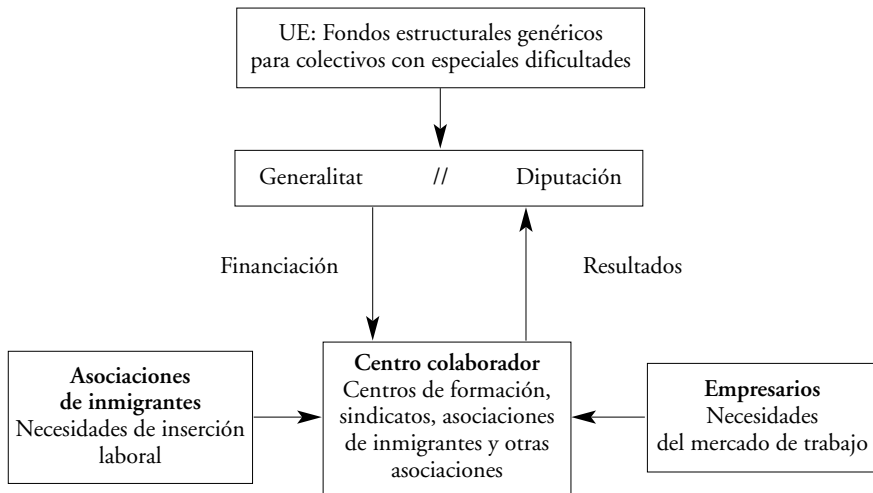 UE: Fondos estructurales genéricos
para colectivos con especiales dificultades
Generalitat // Diputación
Financiación
Resultados
Asociaciones
de inmigrantes
Necesidades de inserción
laboral
Centro colaborador
Centros de formación,
sindicatos, asociaciones
de inmigrantes y otras
asociaciones
Empresarios
Necesidades
del mercado de trabajo